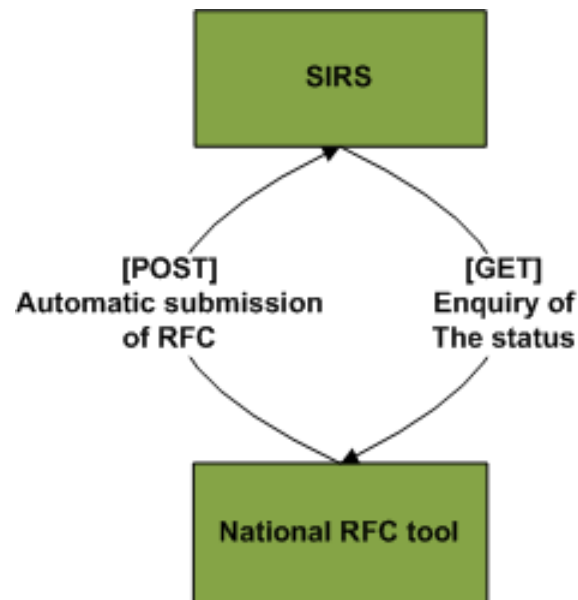 SIRS
[POST]
Automatic submission
of RFC
[GET]
Enquiry of
The status
National RFC tool